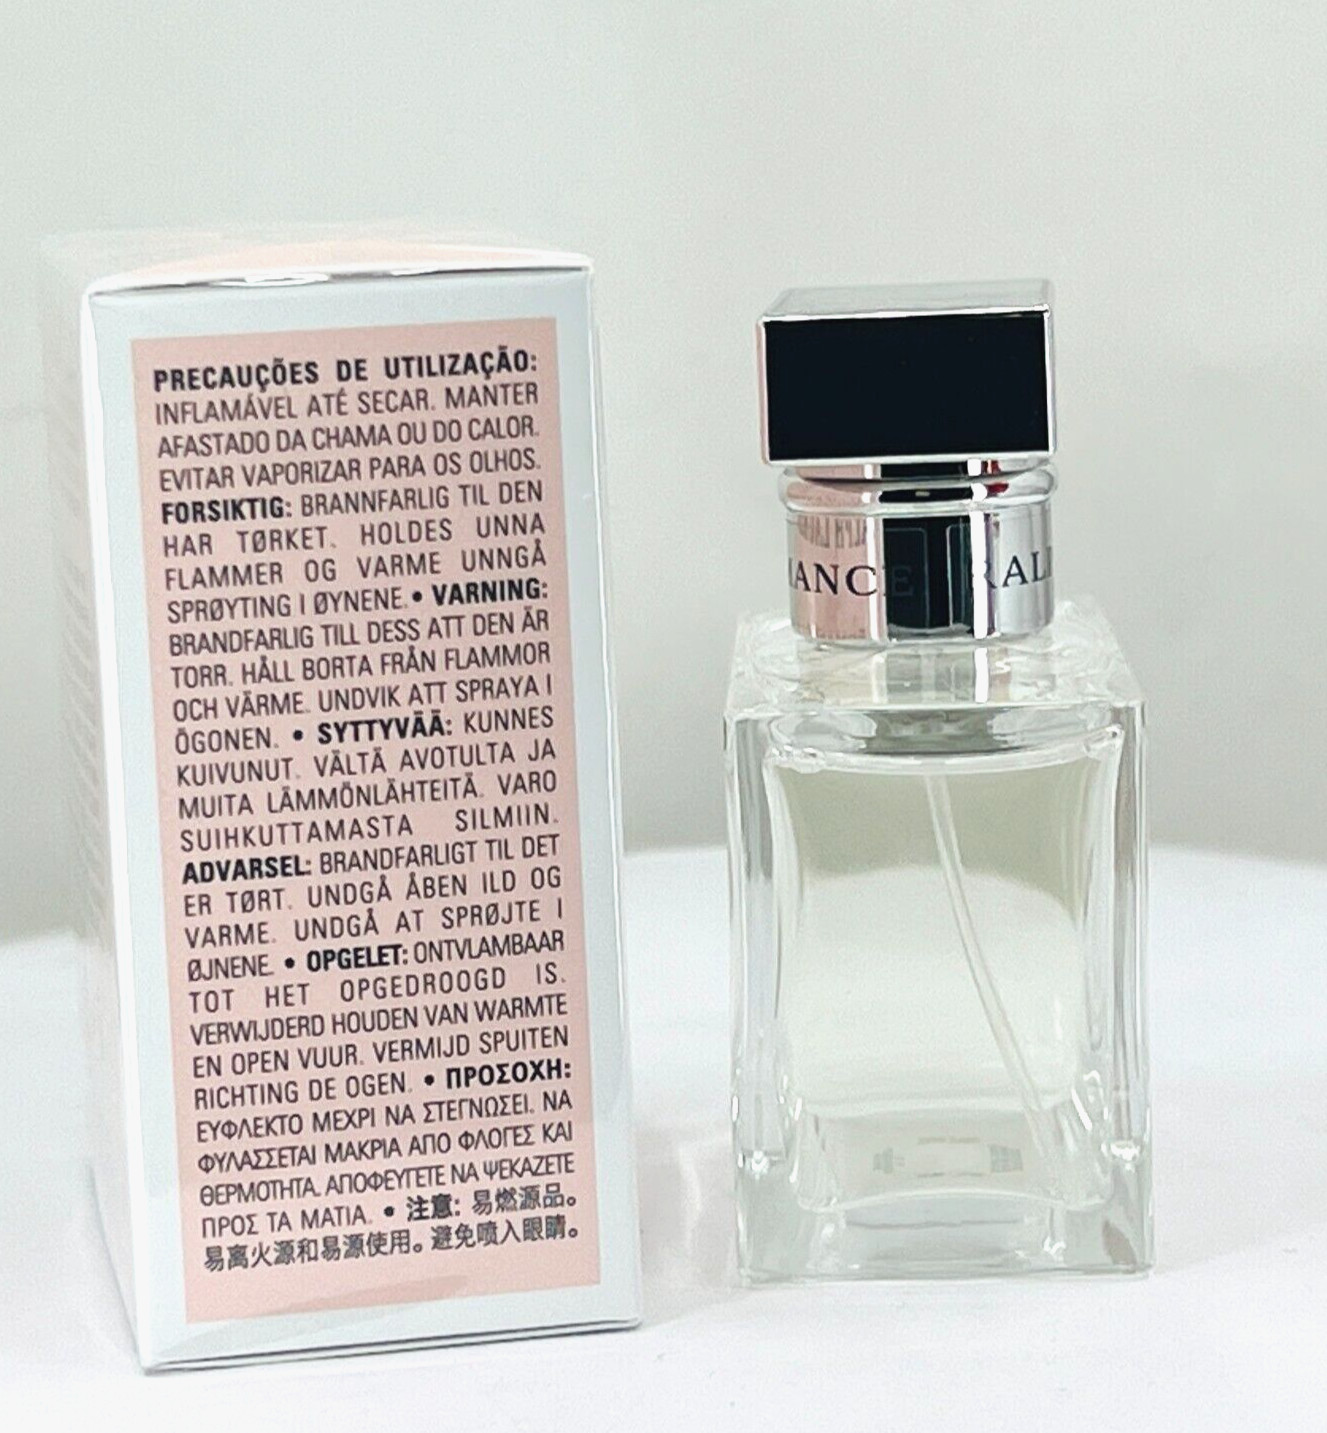 PRECAUÇÕES DE UTILIZAÇÃO:
INFLAMÁVEL ATÉ SECAR. MANTER
AFASTADO DA CHAMA OU DO CALOR.
EVITAR VAPORIZAR PARA OS OLHOS.
FORSIKTIG: BRANNFARLIG TIL DEN
HAR TØRKET. HOLDES UNNA
FLAMMER OG VARME UNNGÅ
SPRØYTING I ØYNENE. • VARNING:
BRANDFARLIG TILL DESS ATT DEN ÄR
TORR. HÅLL BORTA FRÅN FLAMMOR
OCH VÄRME. UNDVIK ATT SPRAYA I
ÖGONEN. • SYTTYVÄÄ: KUNNES
KUIVUNUT. VÄLTÄ AVOTULTA JA
MUITA LÄMMÖNLÄHTEITÄ. VARO
SUIHKUTTAMASTA SILMIIN.
ADVARSEL: BRANDFARLIGT TIL DET
ER TØRT. UNDGÅ ÅBEN ILD OG
VARME. UNDGÅ AT SPRØJTE I
ØJNENE. • OPGELET: ONTVLAMBAAR
TOT HET OPGEDROOGD IS.
VERWIJDERD HOUDEN VAN WARMTE
EN OPEN VUUR. VERMIJD SPUITEN
RICHTING DE OGEN. • ΠΡΟΣΟΧΗ:
ΕΥΦΛΕΚΤΟ ΜΕΧΡΙ ΝΑ ΣΤΕΓΝΩΣΕΙ. ΝΑ
ΦΥΛΑΣΣΕΤΑΙ ΜΑΚΡΙΑ ΑΠΟ ΦΛΟΓΕΣ ΚΑΙ
ΘΕΡΜΟΤΗΤΑ. ΑΠΟΦΕΥΓΕΤΕ ΝΑ ΨΕΚΑΖΕΤΕ
ΠΡΟΣ ΤΑ ΜΑΤΙΑ. • 注意: 易燃源品。
易离火源和易源使用。避免喷入眼睛。
ANCE RAL